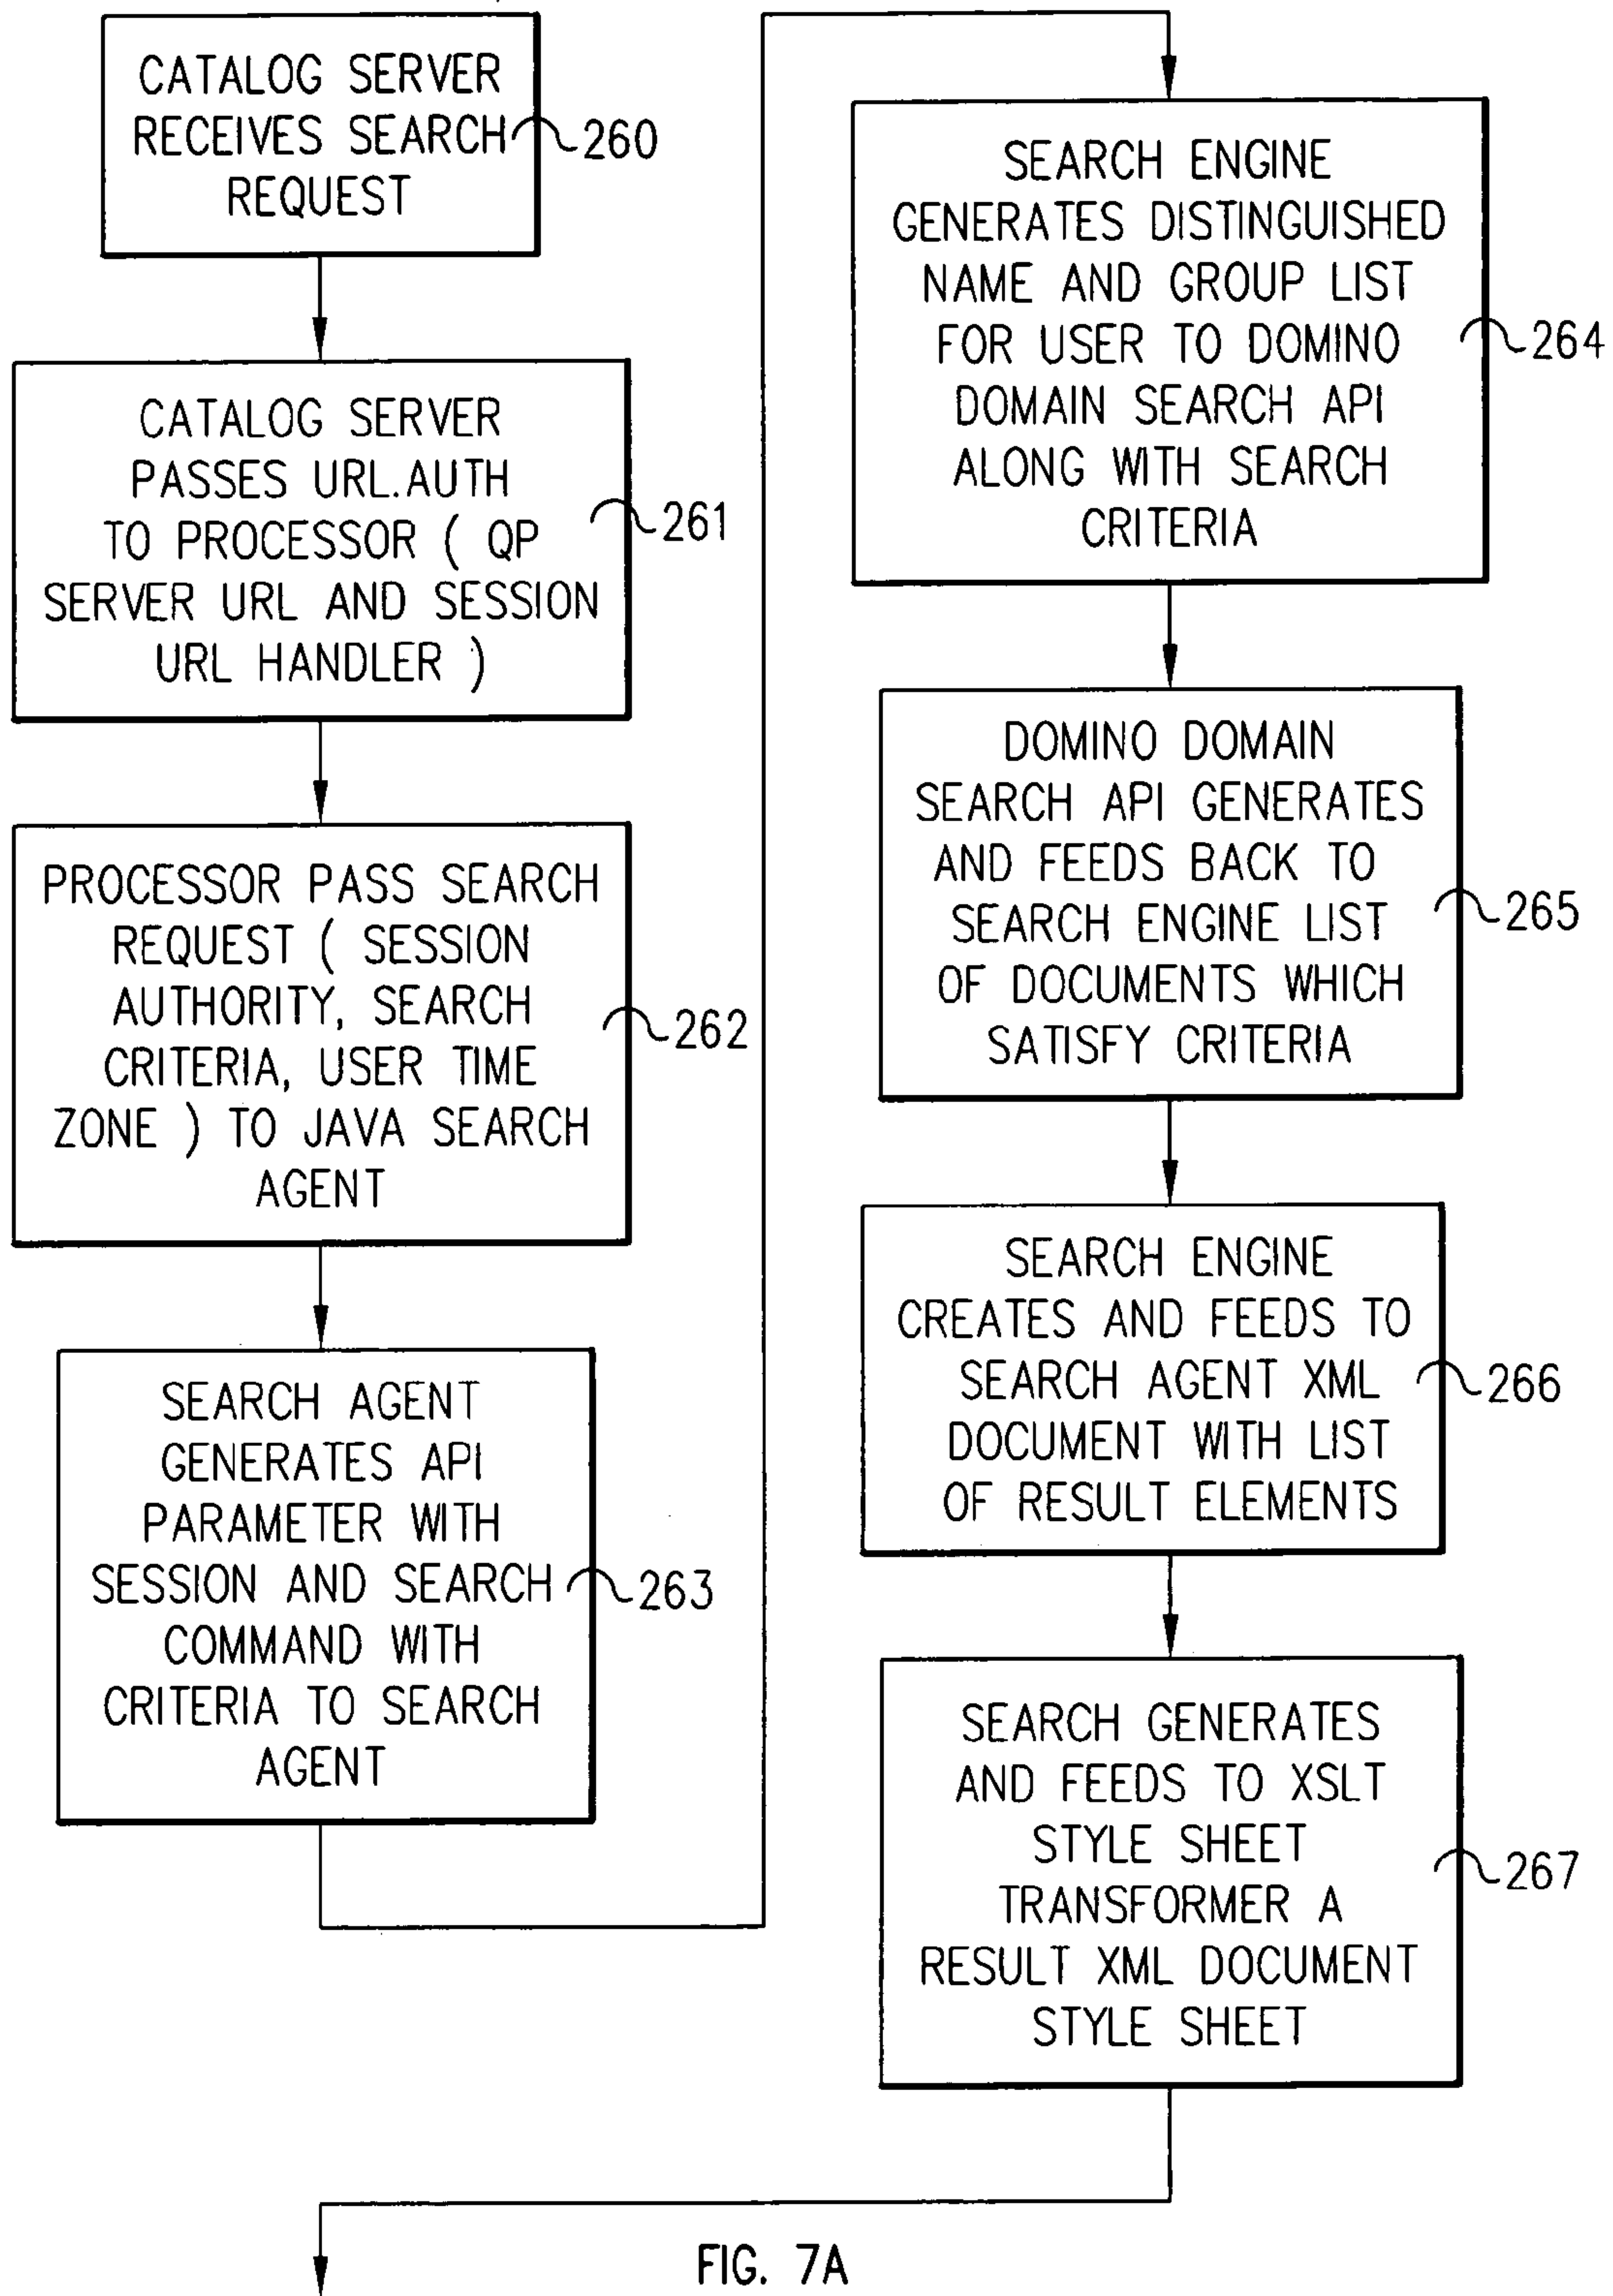 CATALOG SERVER
RECEIVES SEARCH
REQUEST
260
CATALOG SERVER
PASSES URL.AUTH
TO PROCESSOR ( QP
SERVER URL AND SESSION
URL HANDLER )
261
PROCESSOR PASS SEARCH
REQUEST ( SESSION
AUTHORITY, SEARCH
CRITERIA, USER TIME
ZONE ) TO JAVA SEARCH
AGENT
262
SEARCH AGENT
GENERATES API
PARAMETER WITH
SESSION AND SEARCH
COMMAND WITH
CRITERIA TO SEARCH
AGENT
263
SEARCH ENGINE
GENERATES DISTINGUISHED
NAME AND GROUP LIST
FOR USER TO DOMINO
DOMAIN SEARCH API
ALONG WITH SEARCH
CRITERIA
264
DOMINO DOMAIN
SEARCH API GENERATES
AND FEEDS BACK TO
SEARCH ENGINE LIST
OF DOCUMENTS WHICH
SATISFY CRITERIA
265
SEARCH ENGINE
CREATES AND FEEDS TO
SEARCH AGENT XML
DOCUMENT WITH LIST
OF RESULT ELEMENTS
266
SEARCH GENERATES
AND FEEDS TO XSLT
STYLE SHEET
TRANSFORMER A
RESULT XML DOCUMENT
STYLE SHEET
267
FIG. 7A